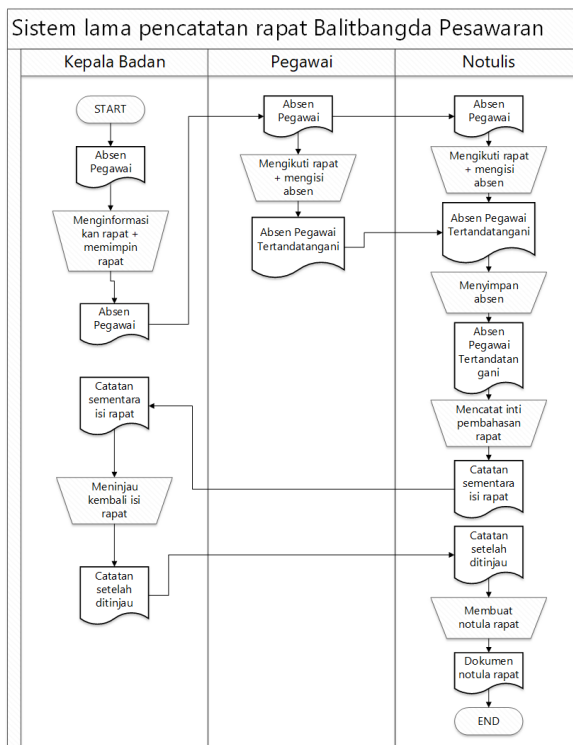 Sistem lama pencatatan rapat Balitbangda Pesawaran
Kepala Badan
Pegawai
Notulis
START
Absen
Pegawai
Menginformasi
kan rapat +
memimpin
rapat
Absen
Pegawai
Catatan
sementara
isi rapat
Meninjau
kembali isi
rapat
Catatan
setelah
ditinjau
Absen
Pegawai
Mengikuti rapat
+ mengisi
absen
Absen Pegawai
Tertandatangani
Absen
Pegawai
Mengikuti rapat
+ mengisi
absen
Absen Pegawai
Tertandatangani
Menyimpan
absen
Absen
Pegawai
Tertandatan
gani
Mencatat inti
pembahasan
rapat
Catatan
sementara
isi rapat
Catatan
setelah
ditinjau
Membuat
notula rapat
Dokumen
notula rapat
END